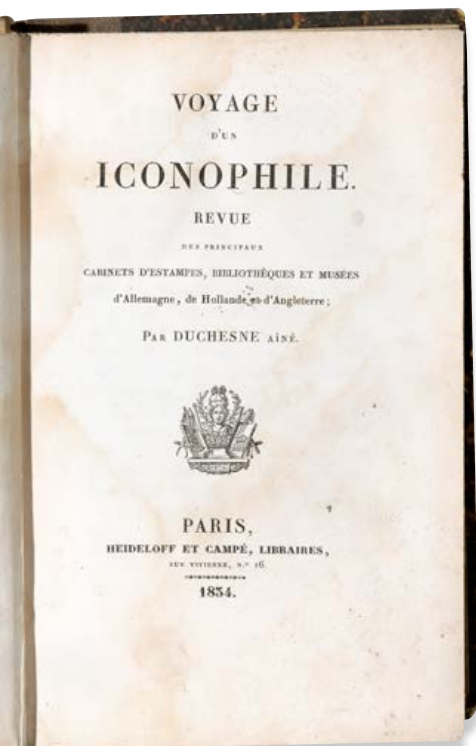 VOYAGE
D'UN
ICONOPHILE.
REVUE
DES PRINCIPAUX
CABINETS D'ESTAMPES, BIBLIOTHÈQUES ET MUSÉES
d'Allemagne, de Hollande et d'Angleterre;
PAR DUCHESNE AÎNÉ.
PARIS,
HEIDELOFF ET CAMPÉ, LIBRAIRES,
RUE VIVIENNE, N.º 16.
1834.